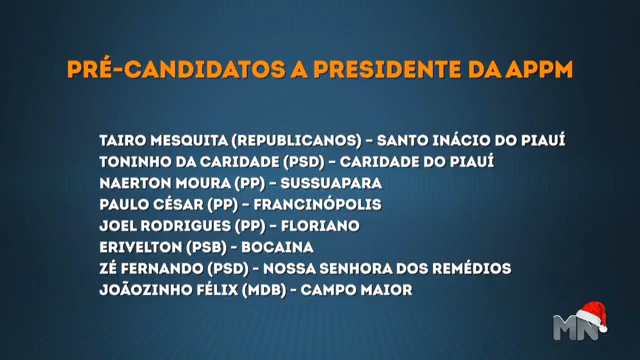 PRÉ-CANDIDATOS A PRESIDENTE DA APPM
TAIRO MESQUITA (REPUBLICANOS) – SANTO INÁCIO DO PIAUÍ
TONINHO DA CARIDADE (PSD) – CARIDADE DO PIAUÍ
NAERTON MOURA (PP) – SUSSUAPARA
PAULO CÉSAR (PP) – FRANCINÓPOLIS
JOEL RODRIGUES (PP) – FLORIANO
ERIVELTON (PSB) - BOCAINA
ZÉ FERNANDO (PSD) – NOSSA SENHORA DOS REMÉDIOS
JOÃOZINHO FÉLIX (MDB) – CAMPO MAIOR
MN